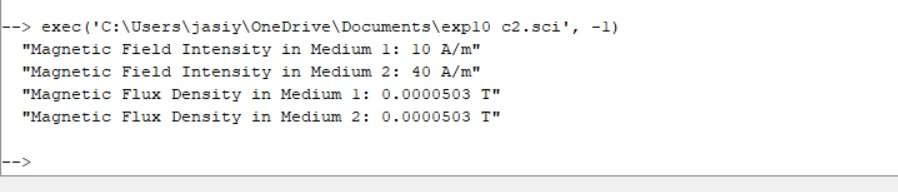 --> exec('C:\Users\jasiy\OneDrive\Documents\exp10 c2.sci', -1)
"Magnetic Field Intensity in Medium 1: 10 A/m"
"Magnetic Field Intensity in Medium 2: 40 A/m"
"Magnetic Flux Density in Medium 1: 0.0000503 T"
"Magnetic Flux Density in Medium 2: 0.0000503 T"
-->